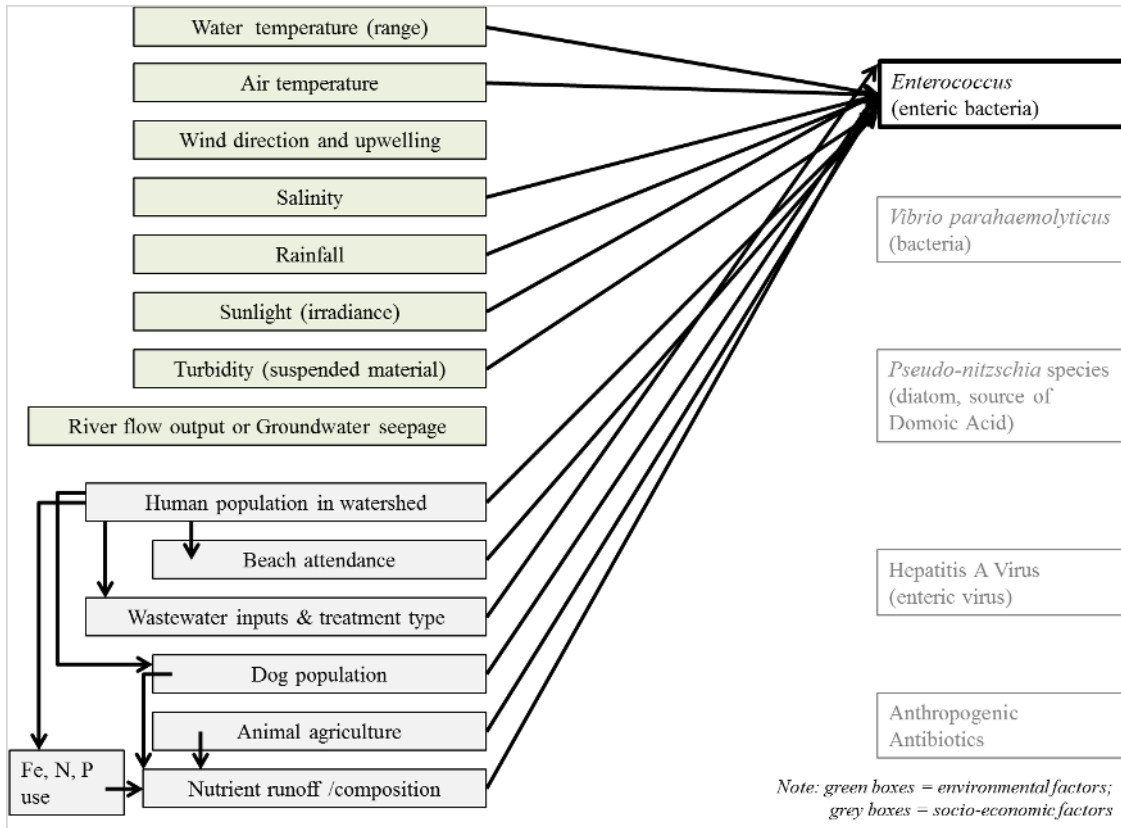 Water temperature (range)
Air temperature
Wind direction and upwelling
Salinity
Rainfall
Sunlight (irradiance)
Turbidity (suspended material)
River flow output or Groundwater seepage
Human population in watershed
Beach attendance
Wastewater inputs & treatment type
Dog population
Animal agriculture
Fe, N, P
use
Nutrient runoff /composition
Enterococcus
(enteric bacteria)
Vibrio parahaemolyticus
(bacteria)
Pseudo-nitzschia species
(diatom, source of
Domoic Acid)
Hepatitis A Virus
(enteric virus)
Anthropogenic
Antibiotics
Note: green boxes = environmental factors;
grey boxes = socio-economic factors